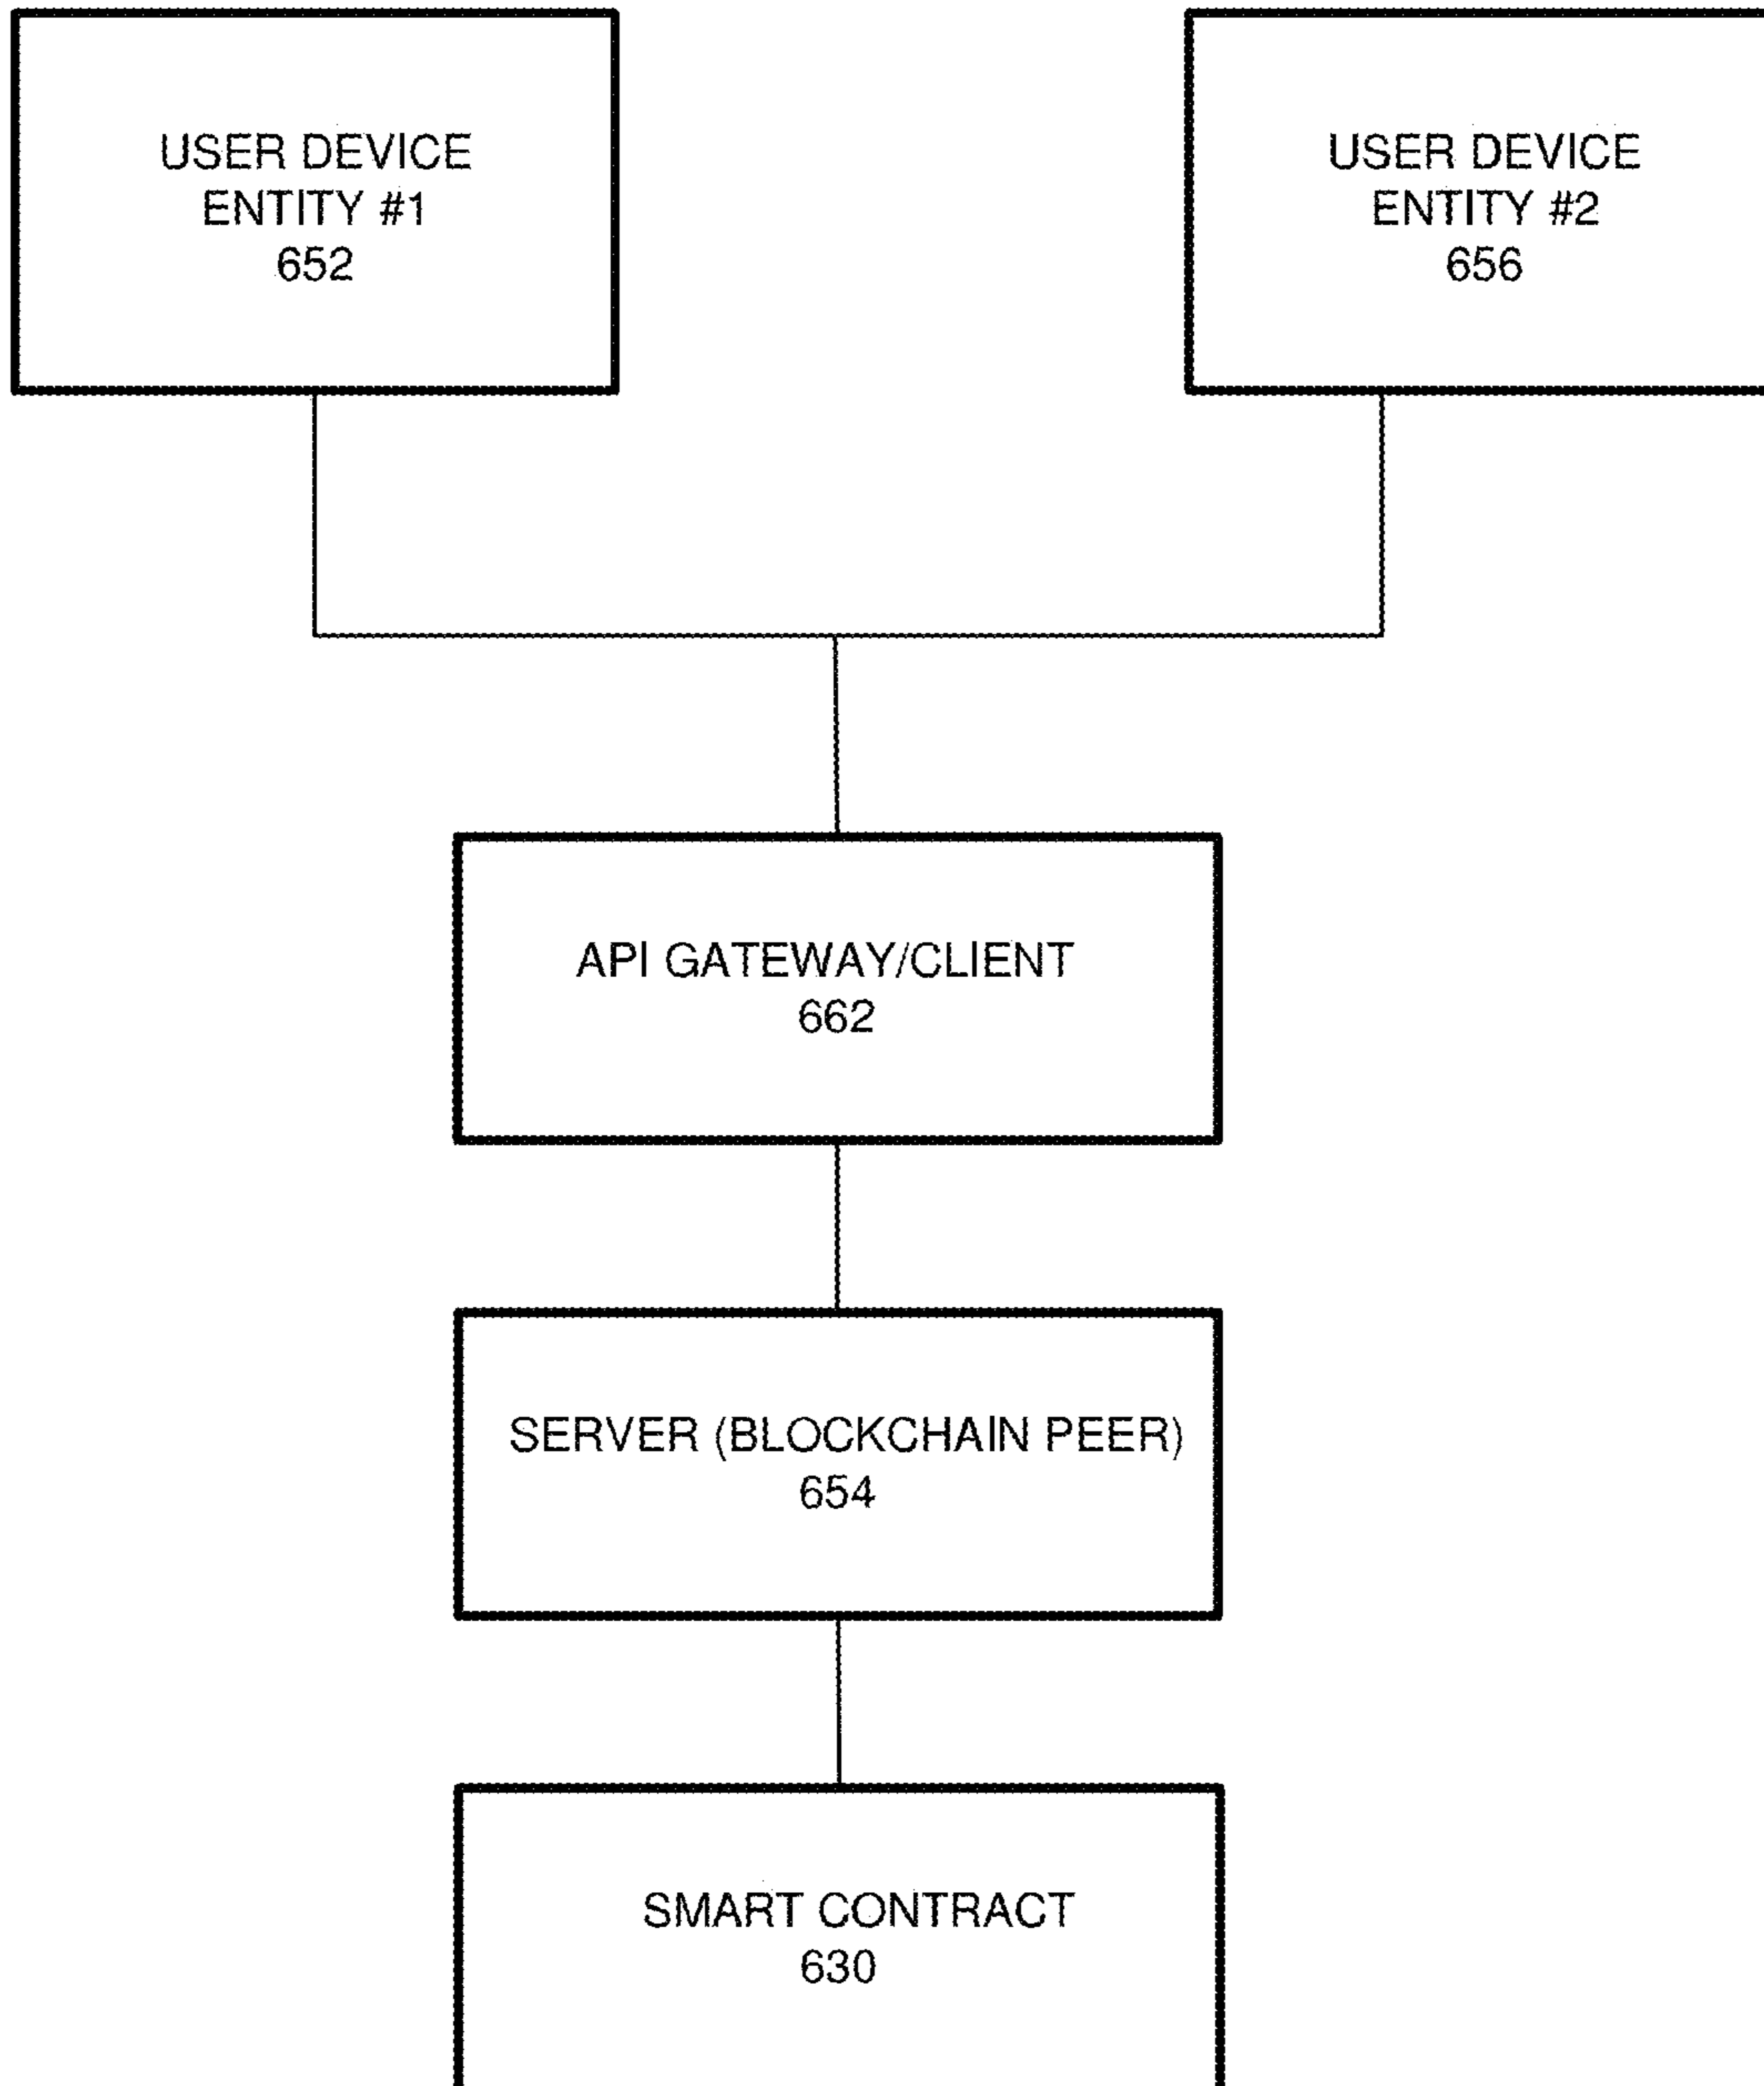 USER DEVICE
ENTITY #1
652
USER DEVICE
ENTITY #2
656
API GATEWAY/CLIENT
662
SERVER (BLOCKCHAIN PEER)
654
SMART CONTRACT
630